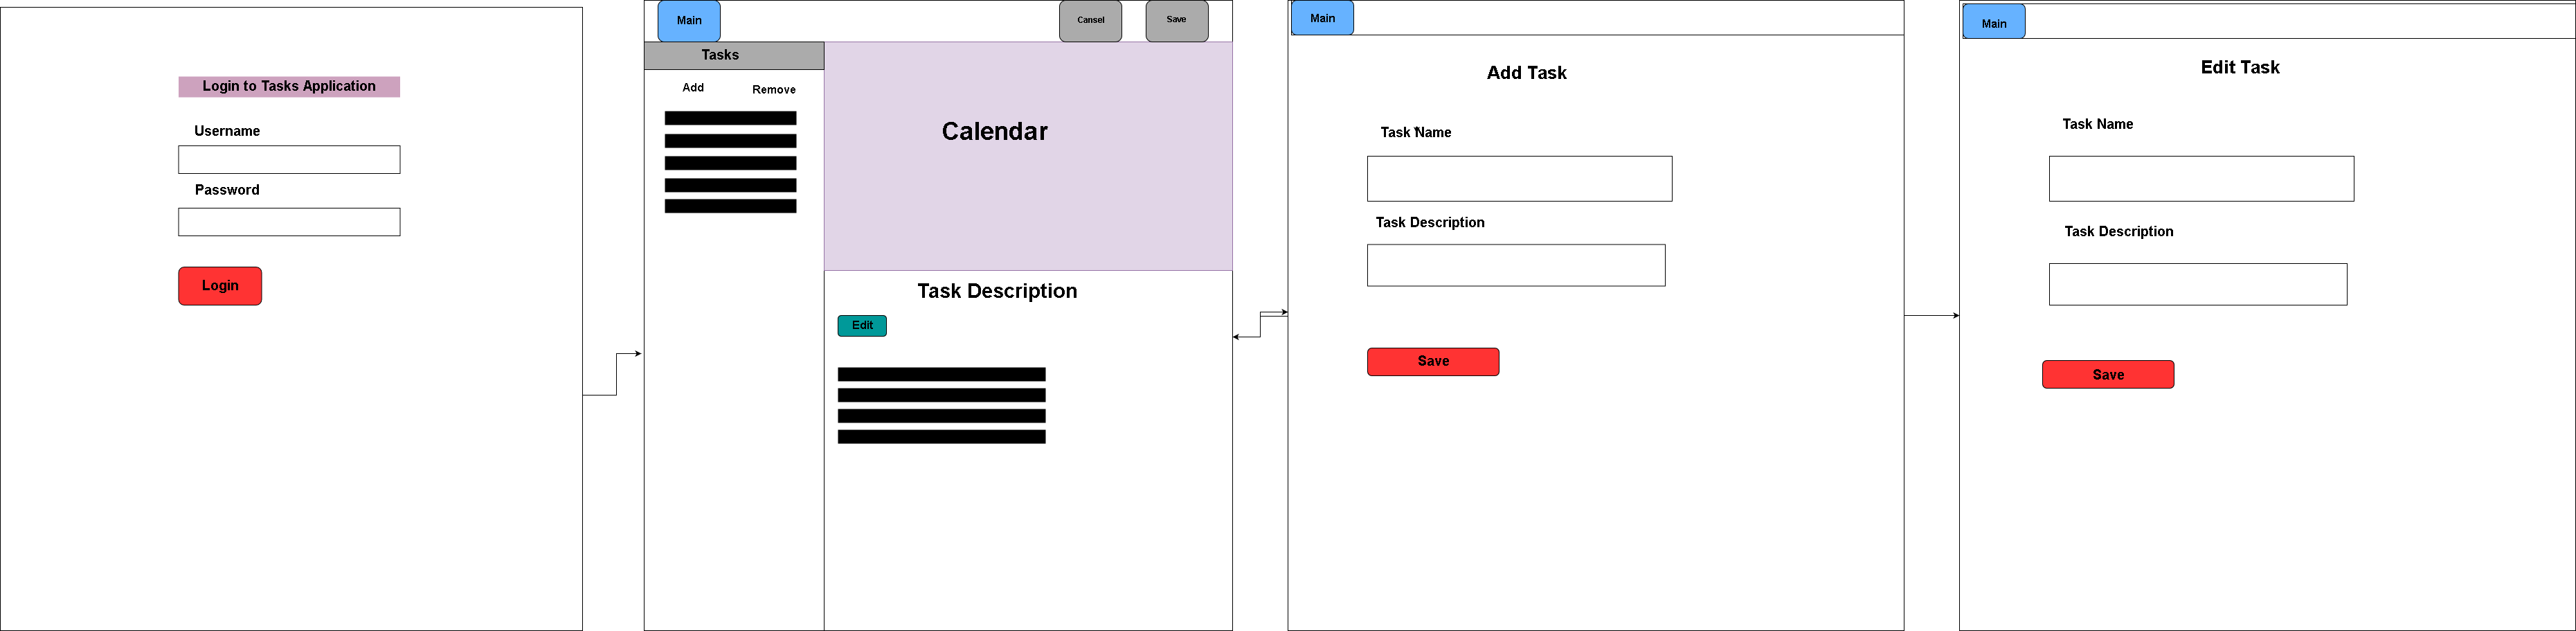 Login to Tasks Application
Username
Password
Login
Main
Cansel
Save
Tasks
Add
Remove
Calendar
Task Description
Edit
Main
Add Task
Task Name
Task Description
Save
Main
Edit Task
Task Name
Task Description
Save